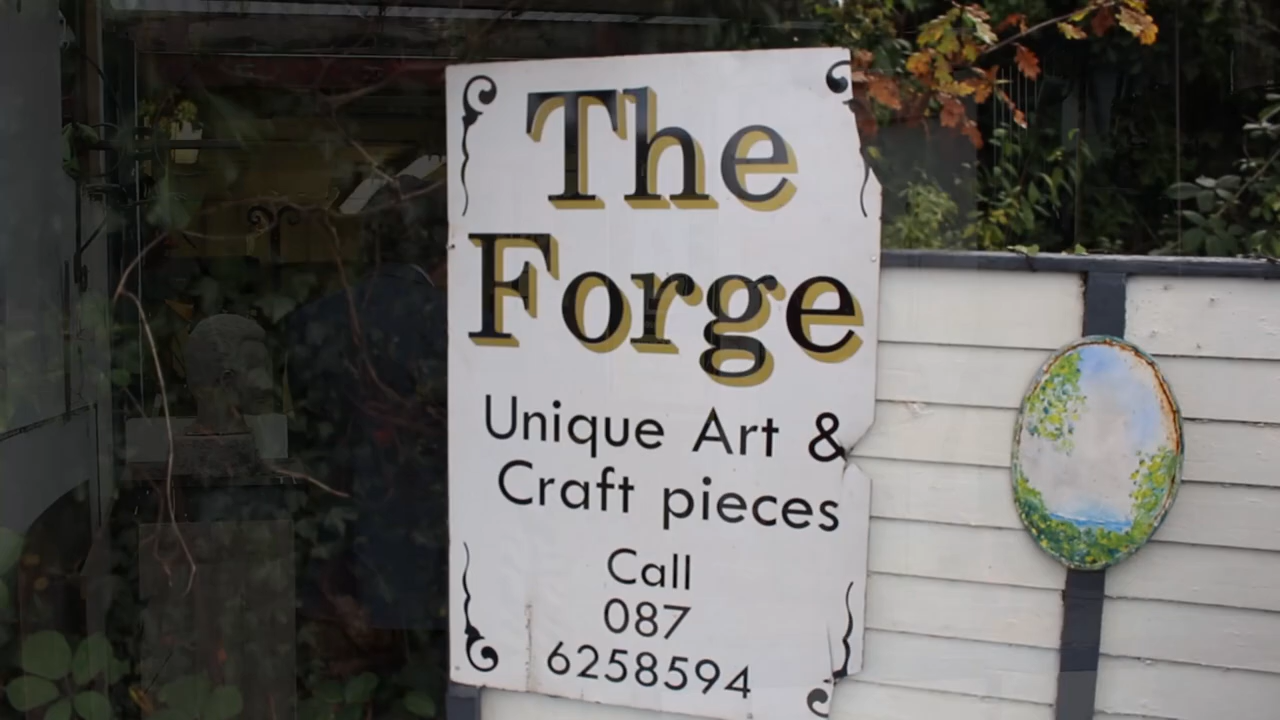 The
Forge
Unique Art &
Craft pieces
Call
087
6258594